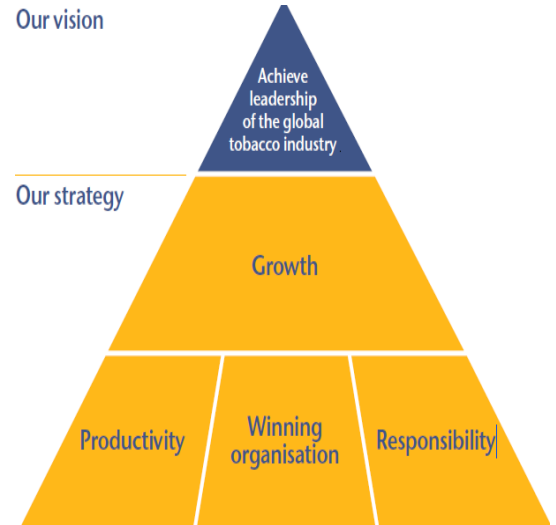 Our vision
Achieve
leadership
of the global
tobacco industry
Our strategy
Growth
Productivity
Winning
organisation
Responsibility